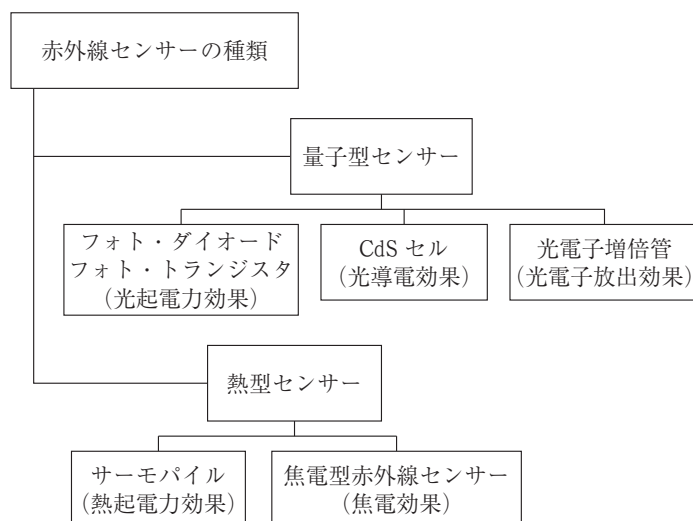 赤外線センサーの種類
量子型センサー
フォト・ダイオード
フォト・トランジスタ
（光起電力効果）
CdS セル
（光導電効果）
光電子増倍管
（光電子放出効果）
熱型センサー
サーモパイル
（熱起電力効果）
焦電型赤外線センサー
（焦電効果）